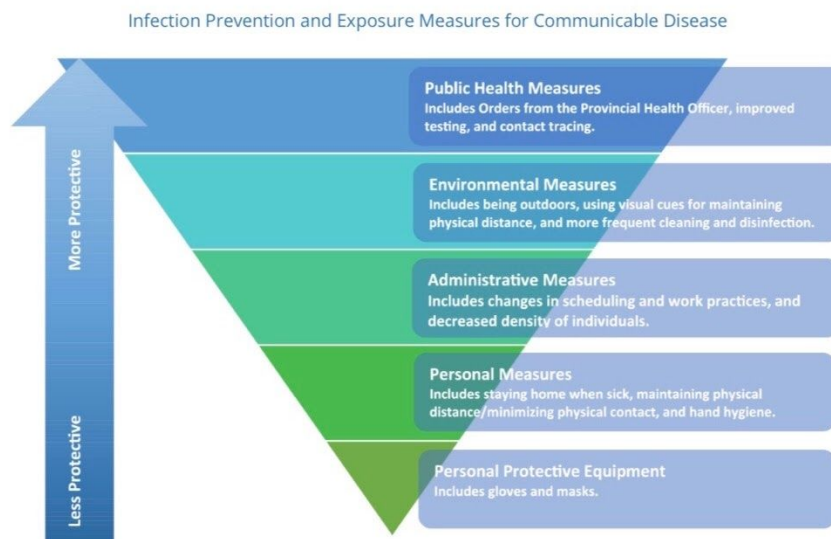 Infection Prevention and Exposure Measures for Communicable Disease
More Protective
Less Protective
Public Health Measures
Includes Orders from the Provincial Health Officer, improved
testing, and contact tracing.
Environmental Measures
Includes being outdoors, using visual cues for maintaining
physical distance, and more frequent cleaning and disinfection.
Administrative Measures
Includes changes in scheduling and work practices, and
decreased density of individuals.
Personal Measures
Includes staying home when sick, maintaining physical
distance/minimizing physical contact, and hand hygiene.
Personal Protective Equipment
Includes gloves and masks.